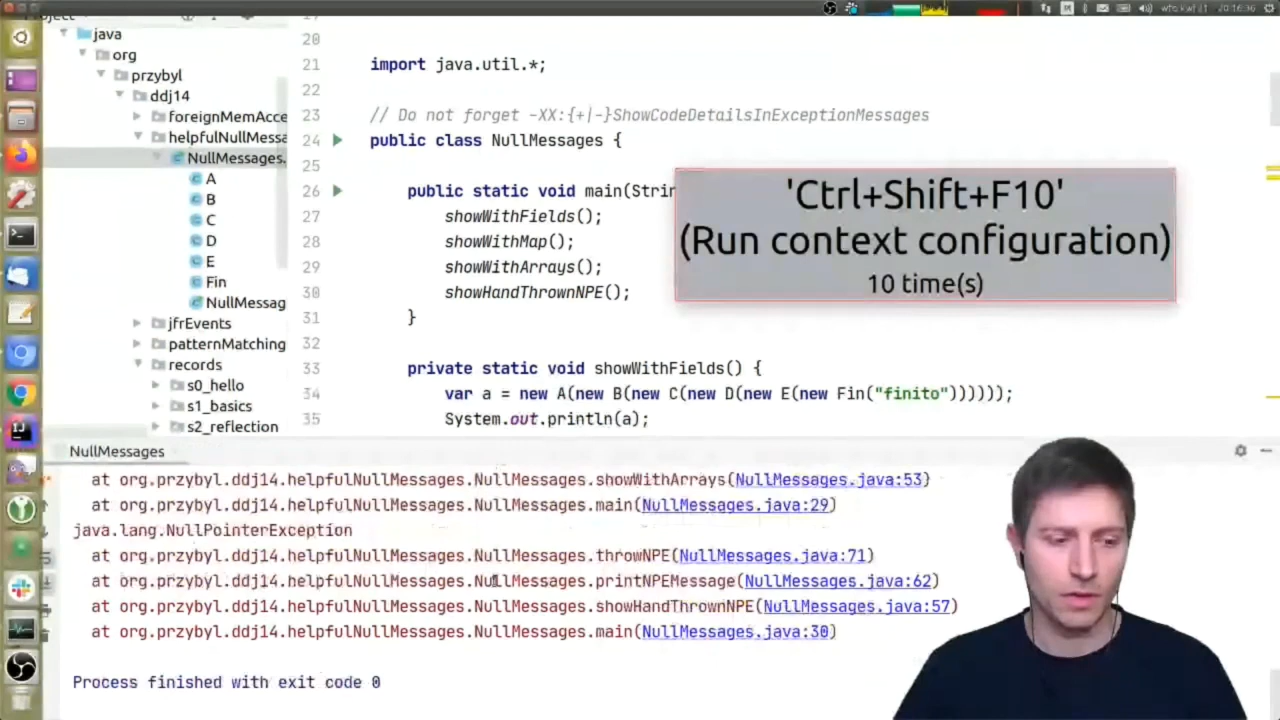 20:16:36
java
org
przybyl
ddj14
foreignMemAcce
helpfulNullMessa
NullMessages.
A
B
C
D
E
Fin
NullMessag
jfrEvents
patternMatching
records
s0_hello
s1_basics
s2_reflection
20
21 import java.util.*;
22
23 // Do not forget -XX:{+|-}ShowCodeDetailsInExceptionMessages
24 public class NullMessages {
25
26 public static void main(Strin
27 showWithFields();
28 showWithMap();
29 showWithArrays();
30 showHandThrownNPE();
31 }
32
33 private static void showWithFields() {
34 var a = new A(new B(new C(new D(new E(new Fin("finito"))))));
35 System.out.println(a);
'Ctrl+Shift+F10'
(Run context configuration)
10 time(s)
NullMessages
at org.przybyl.ddj14.helpfulNullMessages.NullMessages.showWithArrays(NullMessages.java:53)
at org.przybyl.ddj14.helpfulNullMessages.NullMessages.main(NullMessages.java:29)
java.lang.NullPointerException
at org.przybyl.ddj14.helpfulNullMessages.NullMessages.throwNPE(NullMessages.java:71)
at org.przybyl.ddj14.helpfulNullMessages.NullMessages.printNPEMessage(NullMessages.java:62)
at org.przybyl.ddj14.helpfulNullMessages.NullMessages.showHandThrownNPE(NullMessages.java:57)
at org.przybyl.ddj14.helpfulNullMessages.NullMessages.main(NullMessages.java:30)
Process finished with exit code 0